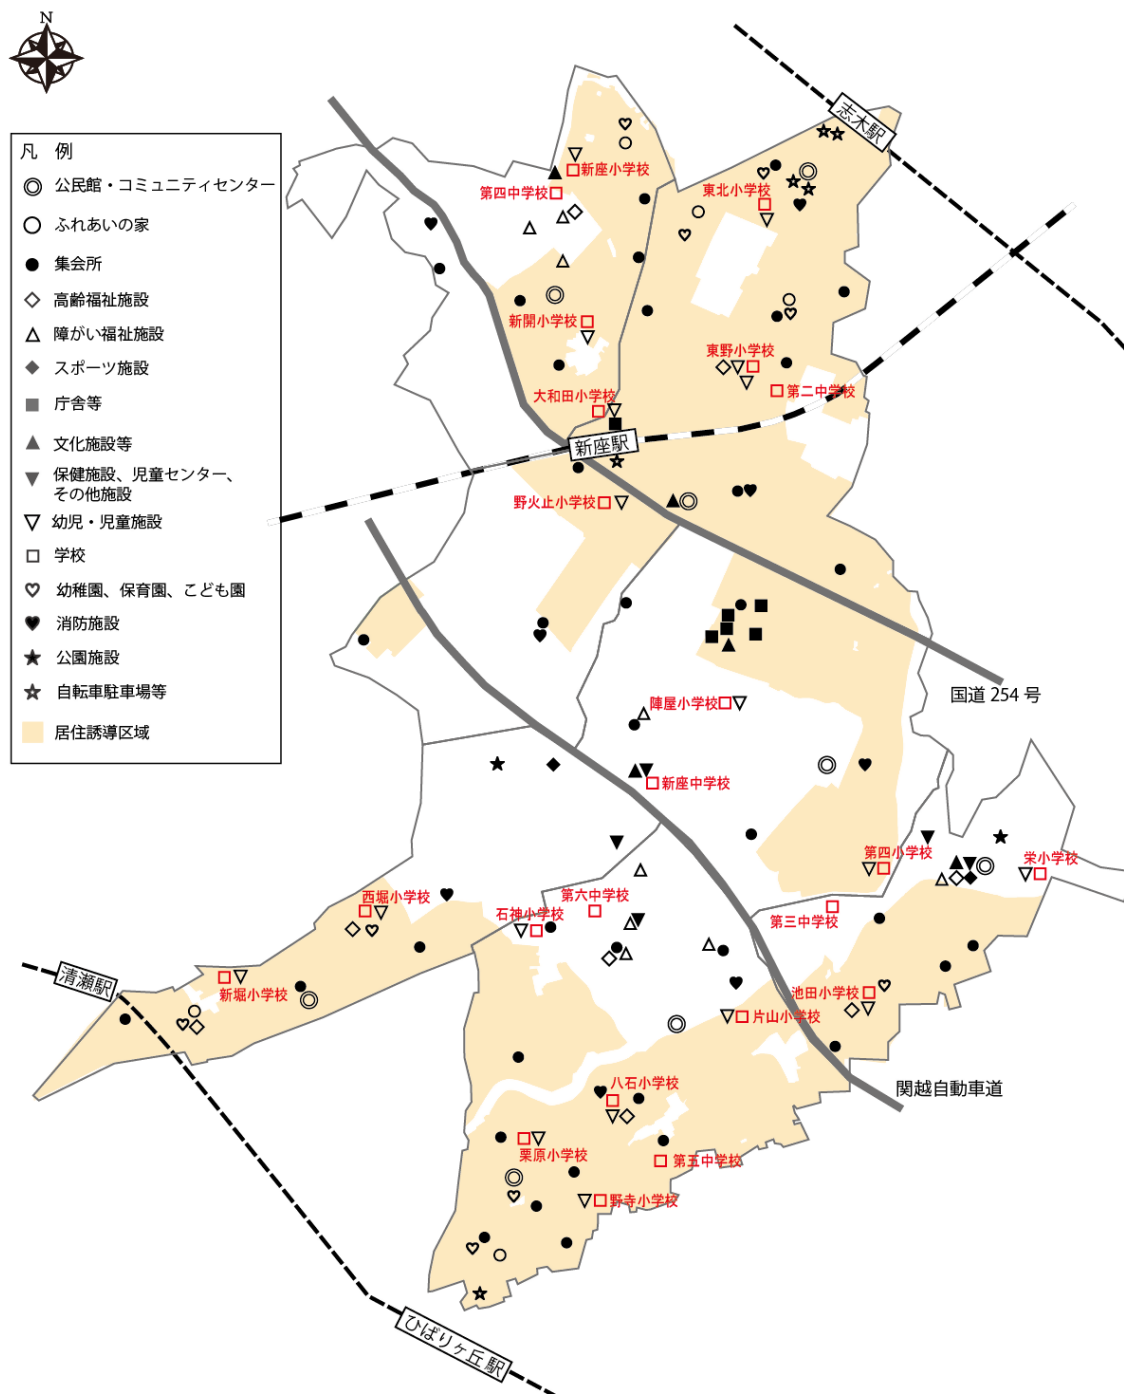 N
凡　例
公民館・コミュニティセンター
ふれあいの家
集会所
高齢福祉施設
障がい福祉施設
スポーツ施設
庁舎等
文化施設等
保健施設、児童センター、
その他施設
幼児・児童施設
学校
幼稚園、保育園、こども園
消防施設
公園施設
自転車駐車場等
居住誘導区域
志木駅
新座小学校
第四中学校
東北小学校
新開小学校
東野小学校
第二中学校
大和田小学校
新座駅
野火止小学校
国道 254 号
陣屋小学校
新座中学校
第四小学校
栄小学校
西堀小学校
第六中学校
石神小学校
第三中学校
清瀬駅
新堀小学校
池田小学校
片山小学校
八石小学校
関越自動車道
栗原小学校
第五中学校
野寺小学校
ひばりヶ丘駅